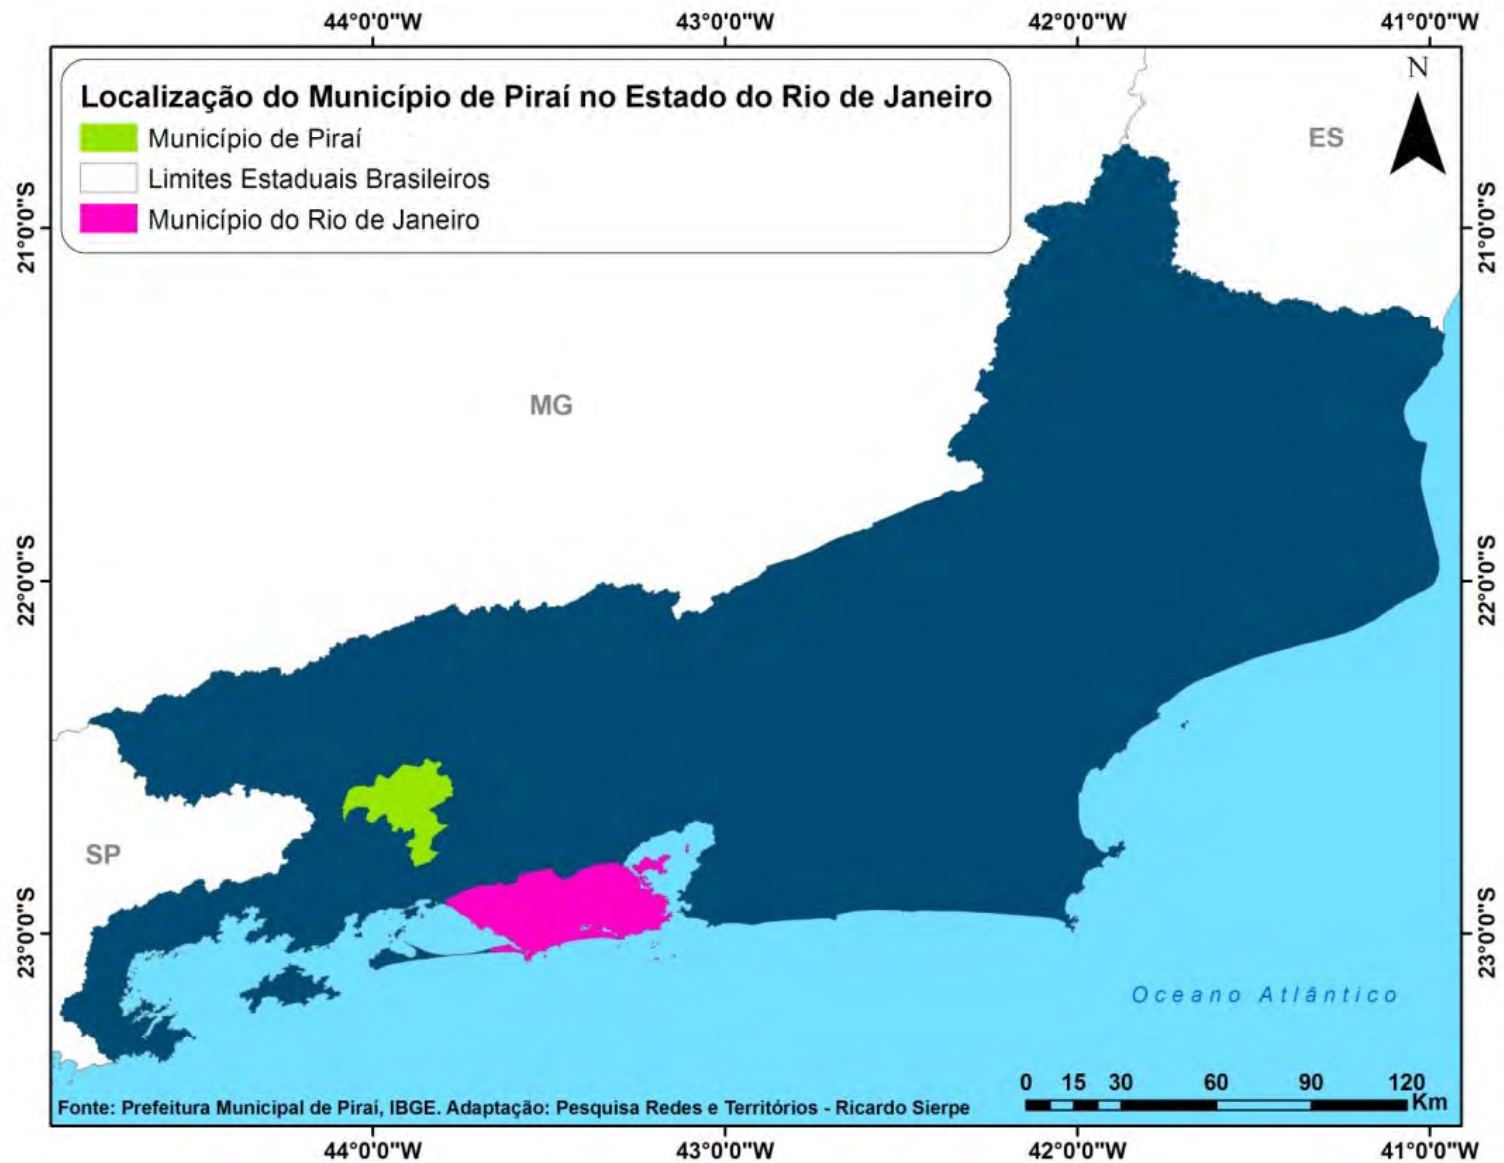 44°0'0"W 43°0'0"W 42°0'0"W 41°0'0"W
Localização do Município de Piraí no Estado do Rio de Janeiro
Município de Piraí
Limites Estaduais Brasileiros
Município do Rio de Janeiro
N
ES
21°0'0"S 21°0'0"S
MG
22°0'0"S 22°0'0"S
SP
23°0'0"S 23°0'0"S
Oceano Atlântico
0 15 30 60 90 120
Km
Fonte: Prefeitura Municipal de Piraí, IBGE. Adaptação: Pesquisa Redes e Territórios - Ricardo Sierpe
44°0'0"W 43°0'0"W 42°0'0"W 41°0'0"W